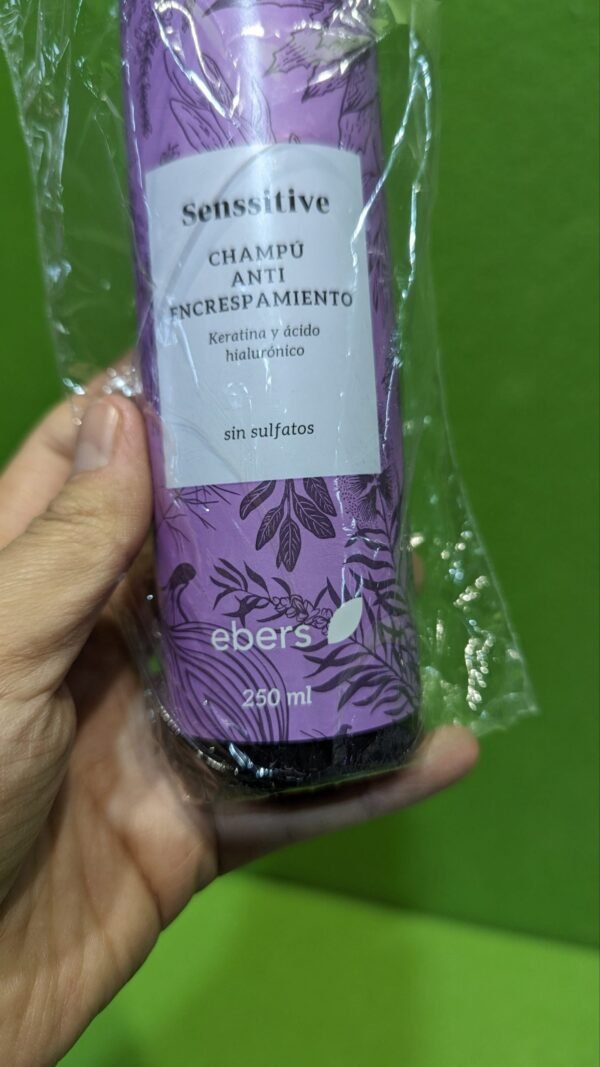 Senssitive
CHAMPÚ
ANTI
ENCRESPAMIENTO
Keratina y ácido
hialurónico
sin sulfatos
ebers
250 ml